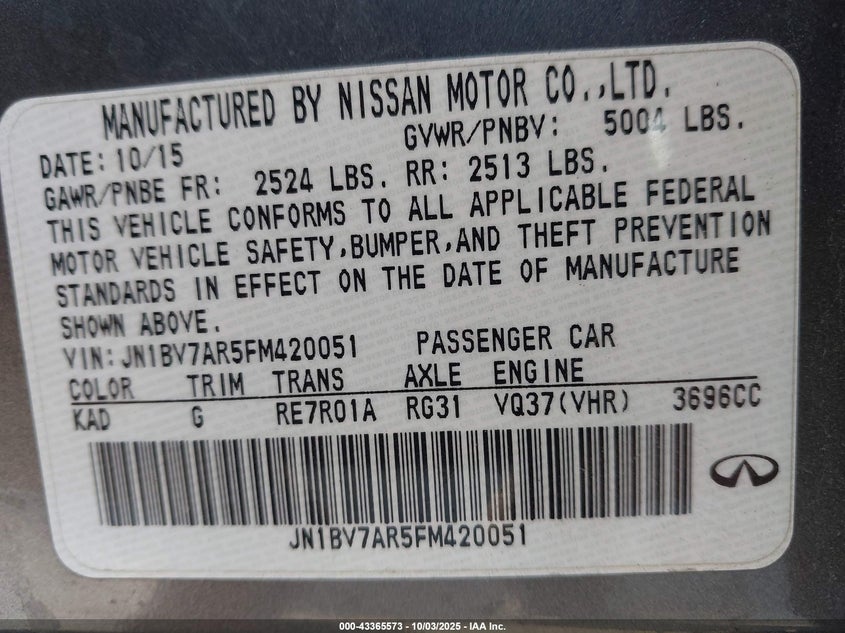 MANUFACTURED BY NISSAN MOTOR CO.,LTD.
DATE: 10/15 GVWR/PNBV: 5004 LBS.
GAWR/PNBE FR: 2524 LBS. RR: 2513 LBS.
THIS VEHICLE CONFORMS TO ALL APPLICABLE FEDERAL
MOTOR VEHICLE SAFETY,BUMPER,AND THEFT PREVENTION
STANDARDS IN EFFECT ON THE DATE OF MANUFACTURE
SHOWN ABOVE.
VIN: JN1BV7AR5FM420051 PASSENGER CAR
COLOR TRIM TRANS AXLE ENGINE
KAD G RE7R01A RG31 VQ37(VHR) 3696CC
JN1BV7AR5FM420051
000-43365573 - 10/03/2025 - IAA Inc.